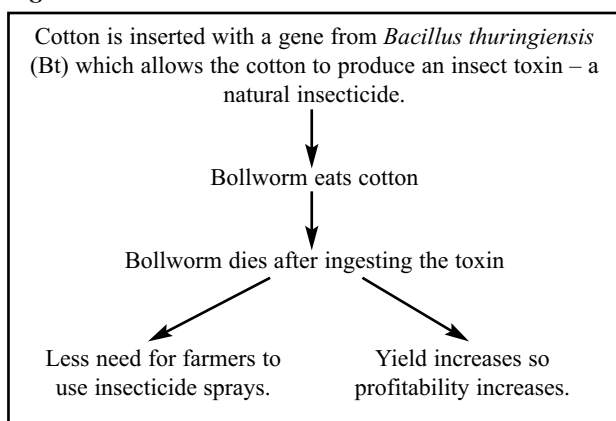 Cotton is inserted with a gene from Bacillus thuringiensis
(Bt) which allows the cotton to produce an insect toxin – a
natural insecticide.
Bollworm eats cotton
Bollworm dies after ingesting the toxin
Less need for farmers to
use insecticide sprays.
Yield increases so
profitability increases.